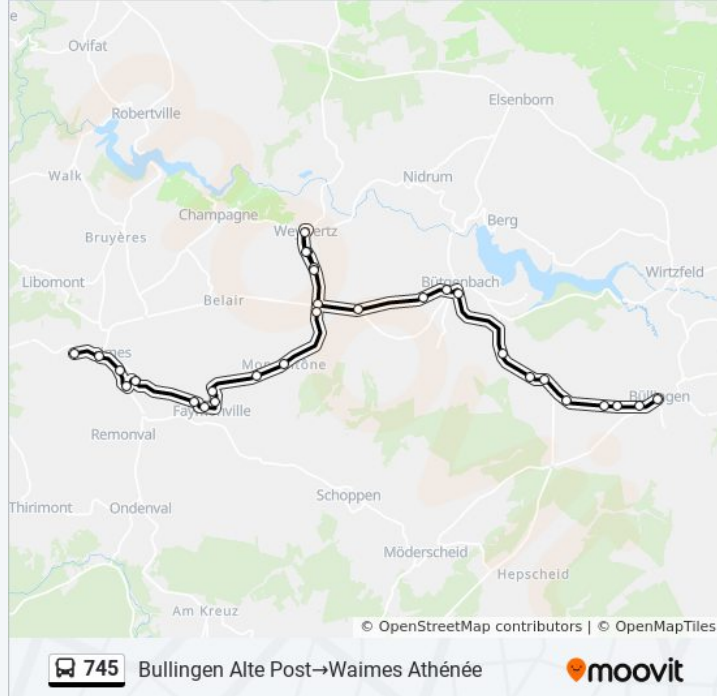 Ovifat
Elsenborn
Robertville
Walk
Nidrum
Champagne
Berg
Bruyères
Wirtzfeld
Libomont
Bütgenbach
Belair
Büllingen
Faymonville
Remonval
Schoppen
Thirimont
Ondenval
Möderscheid
Hepscheid
Am Kreuz
© OpenStreetMap contributors | © OpenMapTiles
745 Bullingen Alte Post→Waimes Athénée
moovit